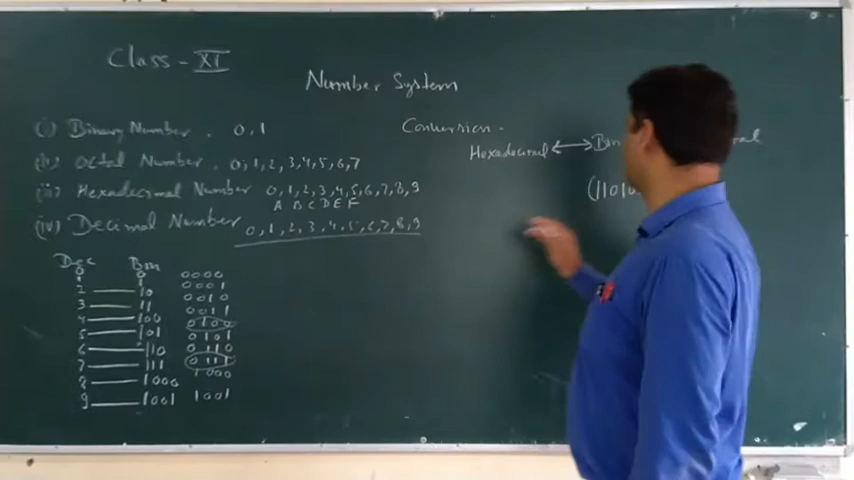 Class - XI
Number System
(i) Binary Number . 0,1
(ii) Octal Number . 0,1,2,3,4,5,6,7
(iii) Hexadecimal Number 0,1,2,3,4,5,6,7,8,9
A B C D E F
(iv) Decimal Number 0,1,2,3,4,5,6,7,8,9
Conversion -
Hexadecimal
(1101
Dec Bin
0 0 0000
1 1 0001
2 10 0010
3 11 0011
4 100 0100
5 101 0101
6 110 0110
7 111 0111
8 1000 1000
9 1001 1001